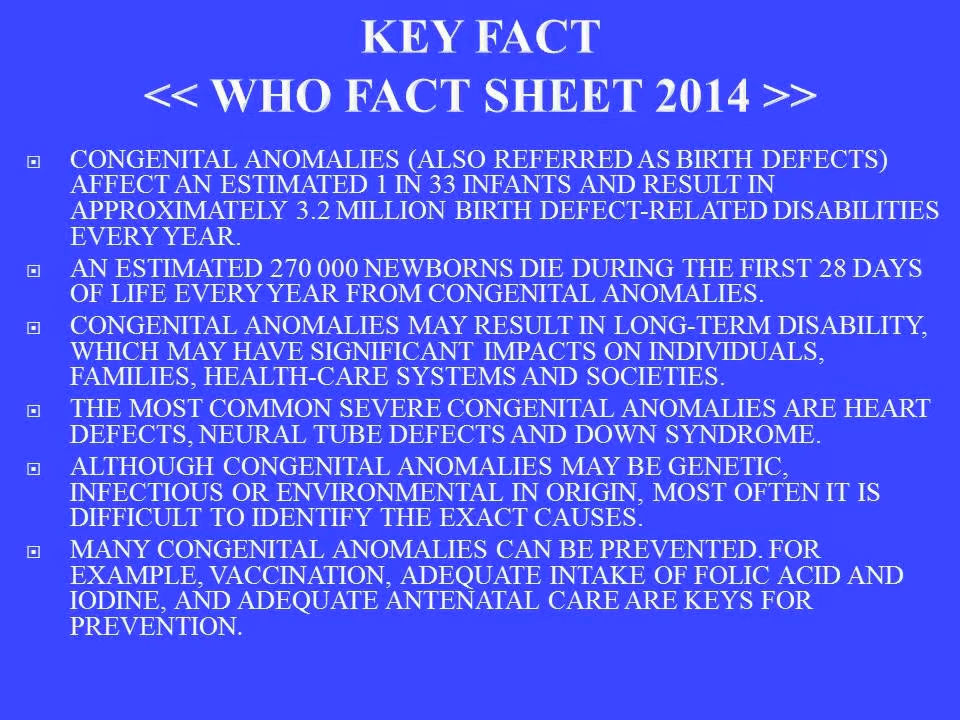 KEY FACT
<< WHO FACT SHEET 2014 >>
CONGENITAL ANOMALIES (ALSO REFERRED AS BIRTH DEFECTS)
AFFECT AN ESTIMATED 1 IN 33 INFANTS AND RESULT IN
APPROXIMATELY 3.2 MILLION BIRTH DEFECT-RELATED DISABILITIES
EVERY YEAR.
AN ESTIMATED 270 000 NEWBORNS DIE DURING THE FIRST 28 DAYS
OF LIFE EVERY YEAR FROM CONGENITAL ANOMALIES.
CONGENITAL ANOMALIES MAY RESULT IN LONG-TERM DISABILITY,
WHICH MAY HAVE SIGNIFICANT IMPACTS ON INDIVIDUALS,
FAMILIES, HEALTH-CARE SYSTEMS AND SOCIETIES.
THE MOST COMMON SEVERE CONGENITAL ANOMALIES ARE HEART
DEFECTS, NEURAL TUBE DEFECTS AND DOWN SYNDROME.
ALTHOUGH CONGENITAL ANOMALIES MAY BE GENETIC,
INFECTIOUS OR ENVIRONMENTAL IN ORIGIN, MOST OFTEN IT IS
DIFFICULT TO IDENTIFY THE EXACT CAUSES.
MANY CONGENITAL ANOMALIES CAN BE PREVENTED. FOR
EXAMPLE, VACCINATION, ADEQUATE INTAKE OF FOLIC ACID AND
IODINE, AND ADEQUATE ANTENATAL CARE ARE KEYS FOR
PREVENTION.